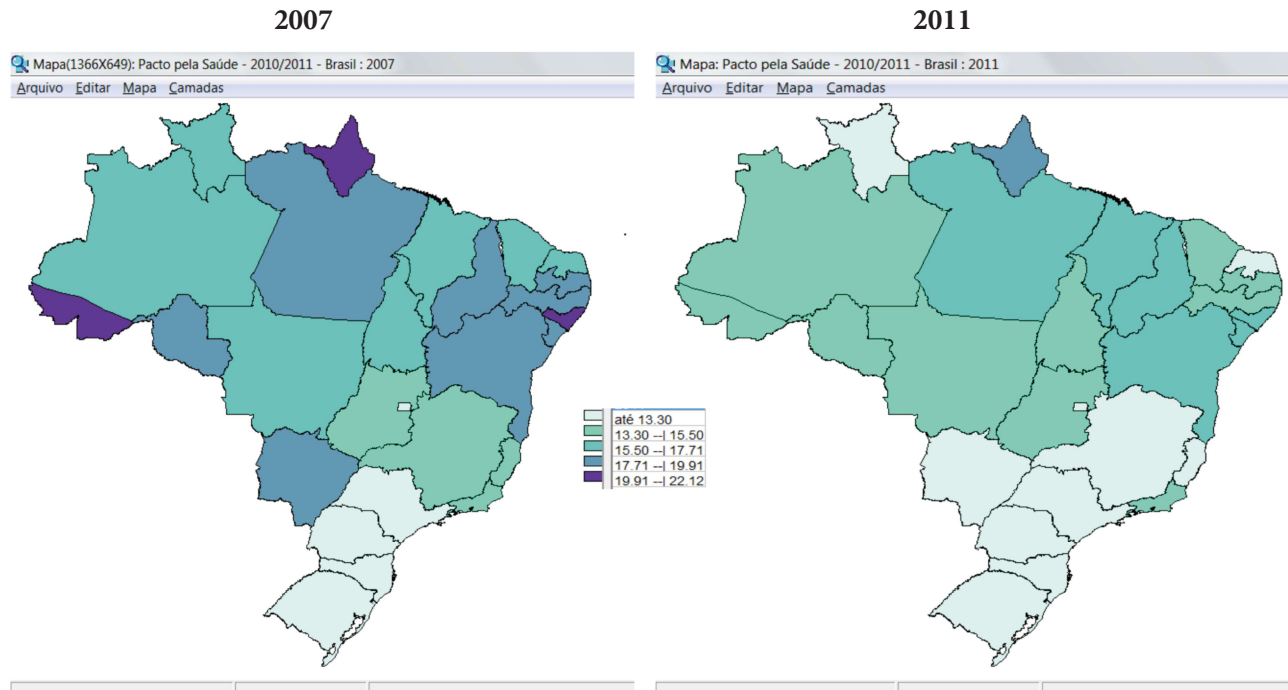 2007
Mapa(1366X649): Pacto pela Saúde - 2010/2011 - Brasil : 2007
Arquivo Editar Mapa Camadas
até 13.30
13.30 --| 15.50
15.50 --| 17.71
17.71 --| 19.91
19.91 --| 22.12
2011
Mapa: Pacto pela Saúde - 2010/2011 - Brasil : 2011
Arquivo Editar Mapa Camadas